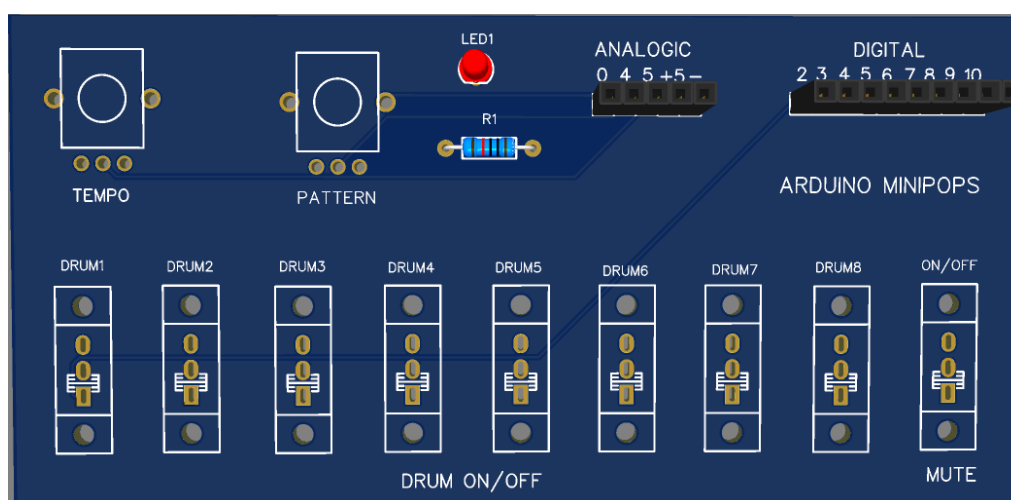 LED1
ANALOGIC
DIGITAL
0 4 5 +5 -
2 3 4 5 6 7 8 9 10
R1
TEMPO
PATTERN
ARDUINO MINIPOPS
DRUM1 DRUM2 DRUM3 DRUM4 DRUM5 DRUM6 DRUM7 DRUM8 ON/OFF
DRUM ON/OFF
MUTE